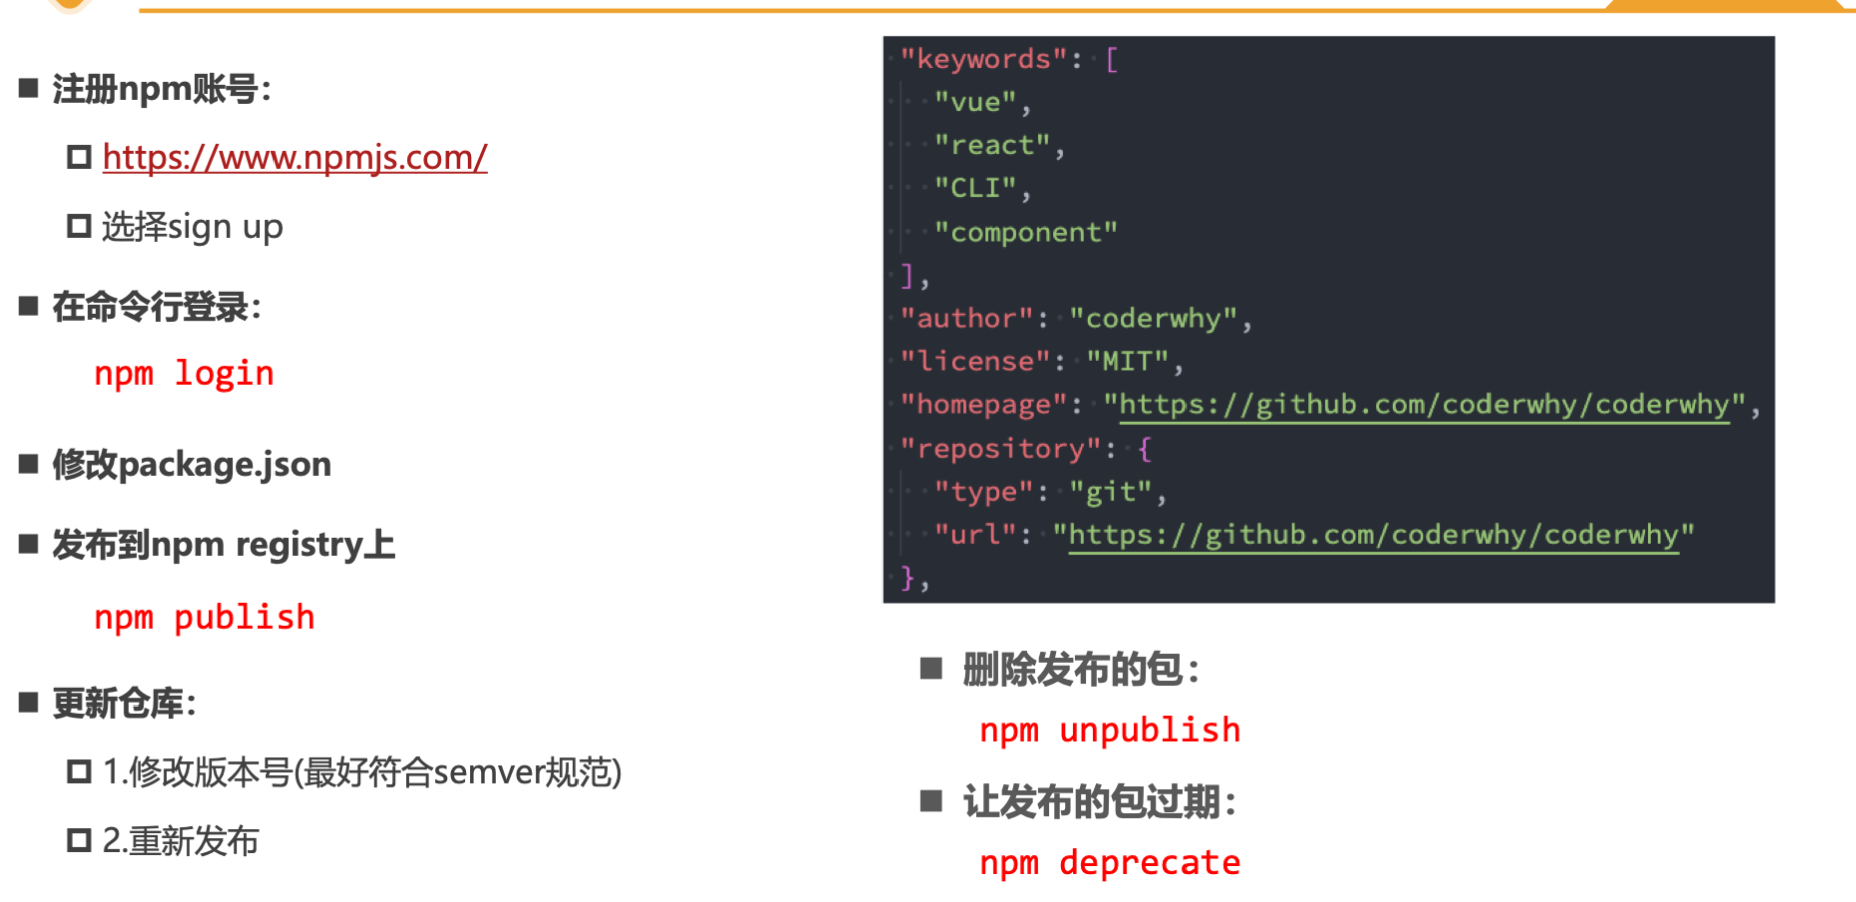 注册npm账号：
https://www.npmjs.com/
选择sign up
在命令行登录：
npm login
修改package.json
发布到npm registry上
npm publish
更新仓库：
1.修改版本号(最好符合semver规范)
2.重新发布
"keywords": [
"vue",
"react",
"CLI",
"component"
],
"author": "coderwhy",
"license": "MIT",
"homepage": "https://github.com/coderwhy/coderwhy",
"repository": {
"type": "git",
"url": "https://github.com/coderwhy/coderwhy"
},
删除发布的包：
npm unpublish
让发布的包过期：
npm deprecate